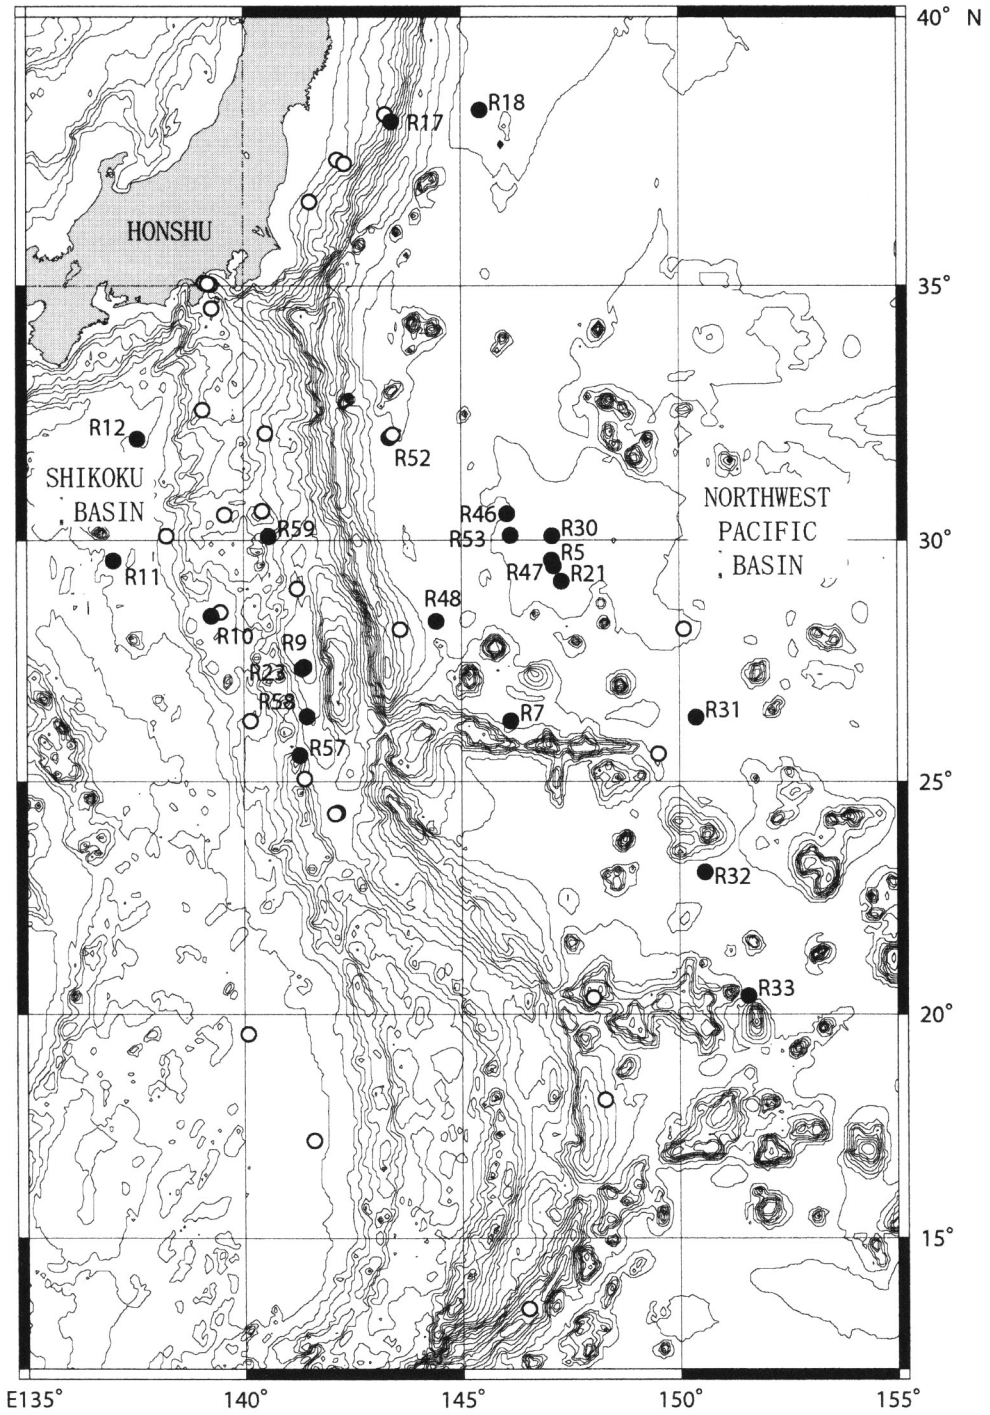 40° N
R18
R17
HONSHU
35°
R12
R52
SHIKOKU
BASIN
NORTHWEST
PACIFIC
BASIN
R46
R59
R30
R53
30°
R5
R47
R11
R21
R48
R10
R9
R23
R58
R7
R31
R57
25°
R32
R33
20°
15°
E135° 140° 145° 150° 155°